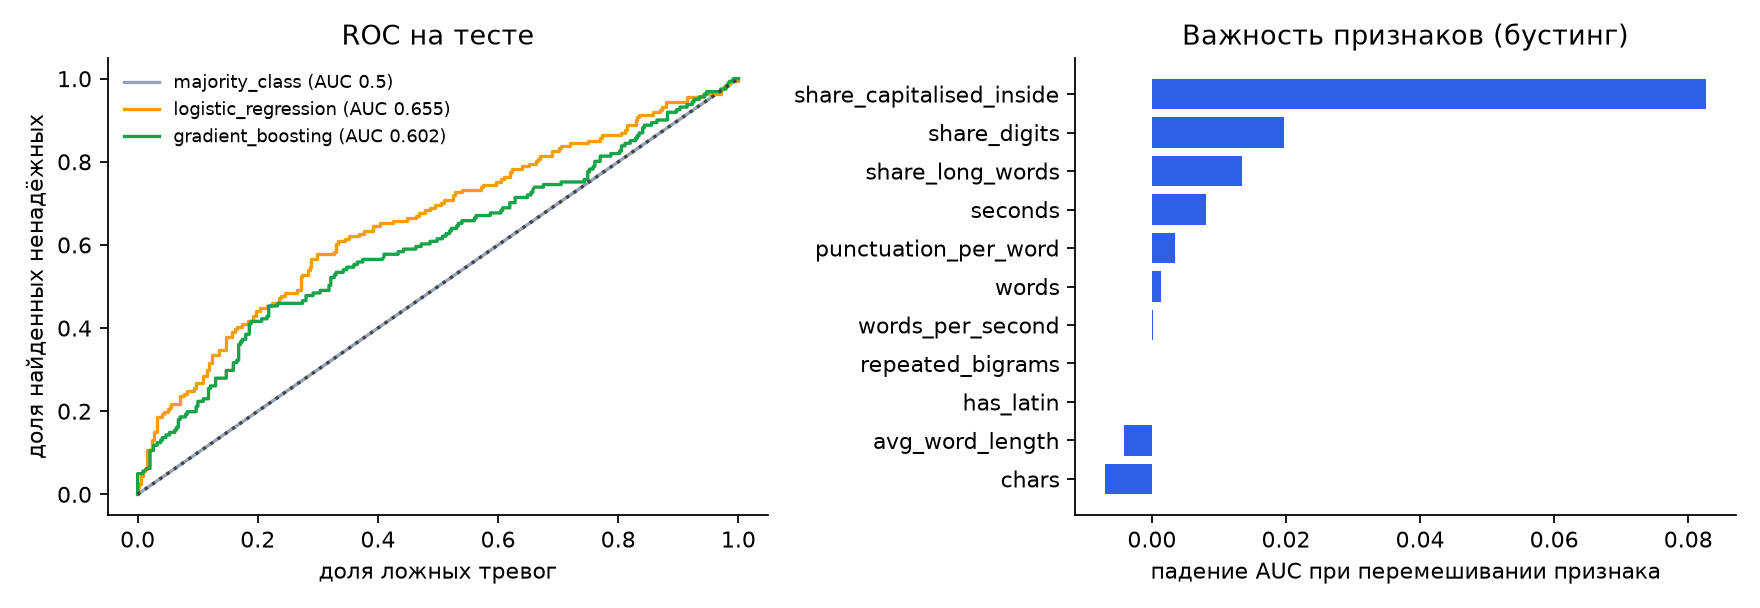 ROC на тесте
majority_class (AUC 0.5)
logistic_regression (AUC 0.655)
gradient_boosting (AUC 0.602)
доля найденных ненадёжных
1.0
0.8
0.6
0.4
0.2
0.0
0.0 0.2 0.4 0.6 0.8 1.0
доля ложных тревог
Важность признаков (бустинг)
share_capitalised_inside
share_digits
share_long_words
seconds
punctuation_per_word
words
words_per_second
repeated_bigrams
has_latin
avg_word_length
chars
0.00 0.02 0.04 0.06 0.08
падение AUC при перемешивании признака